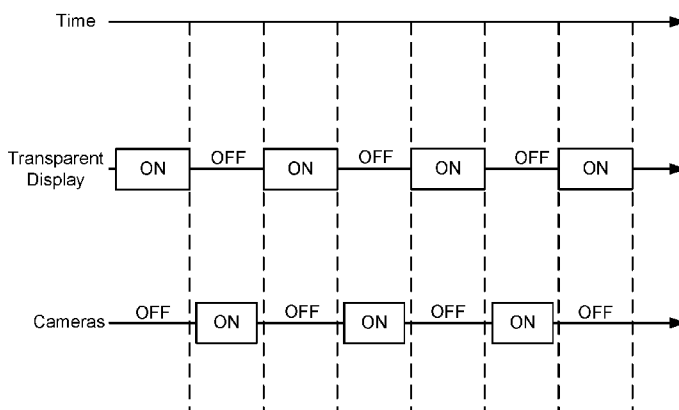 Time
Transparent
Display
ON OFF ON OFF ON OFF ON
Cameras
OFF ON OFF ON OFF ON OFF